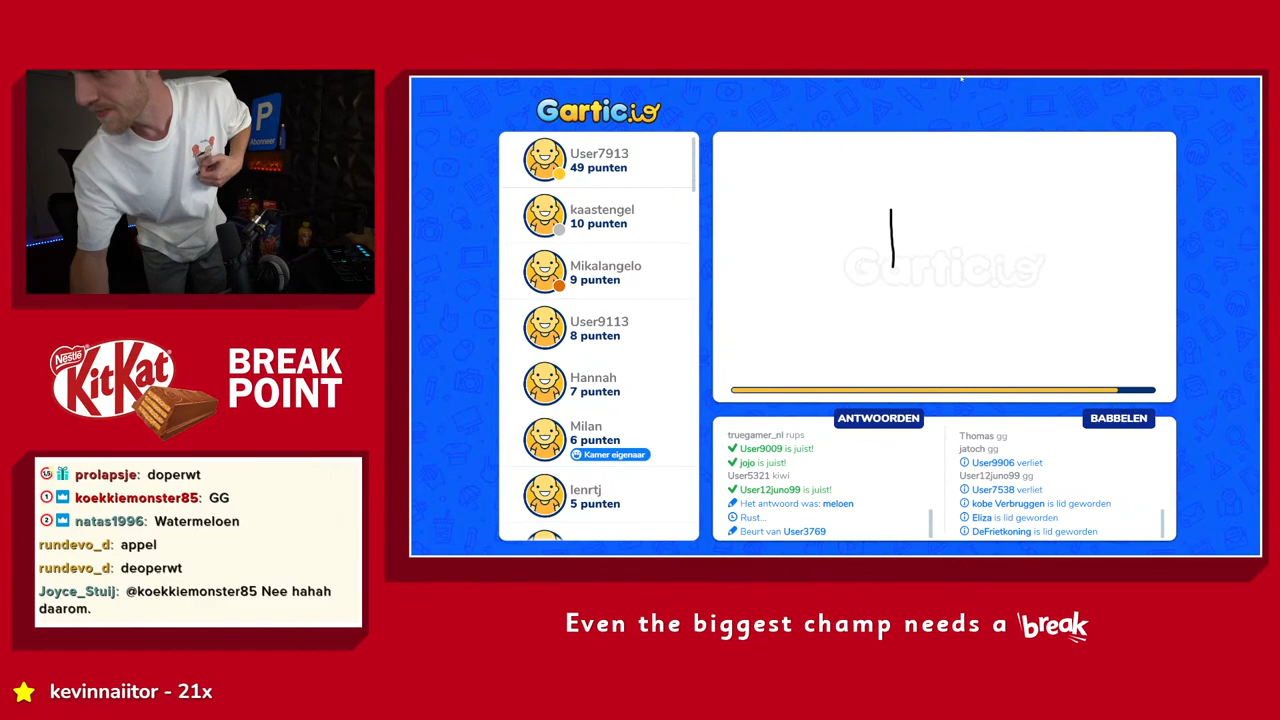 P
Abonneer
Nestlé
KitKat
BREAK
POINT
prolapsje: doperwt
koekkiemonster85: GG
natas1996: Watermeloen
rundevo_d: appel
rundevo_d: deoperwt
Joyce_Stuij: @koekkiemonster85 Nee hahah
daarom.
kevinnaiitor - 21x
Gartic.io
User7913
49 punten
kaastengel
10 punten
Mikalangelo
9 punten
User9113
8 punten
Hannah
7 punten
Milan
6 punten
Kamer eigenaar
lenrtj
5 punten
Gartic.io
ANTWOORDEN
truegamer_nl rups
User9009 is juist!
jojo is juist!
User5321 kiwi
User12juno99 is juist!
Het antwoord was: meloen
Rust...
Beurt van User3769
BABBELEN
Thomas gg
jatoch gg
User9906 verliet
User12juno99 gg
User7538 verliet
kobe Verbruggen is lid geworden
Eliza is lid geworden
DeFrietkoning is lid geworden
Even the biggest champ needs a break